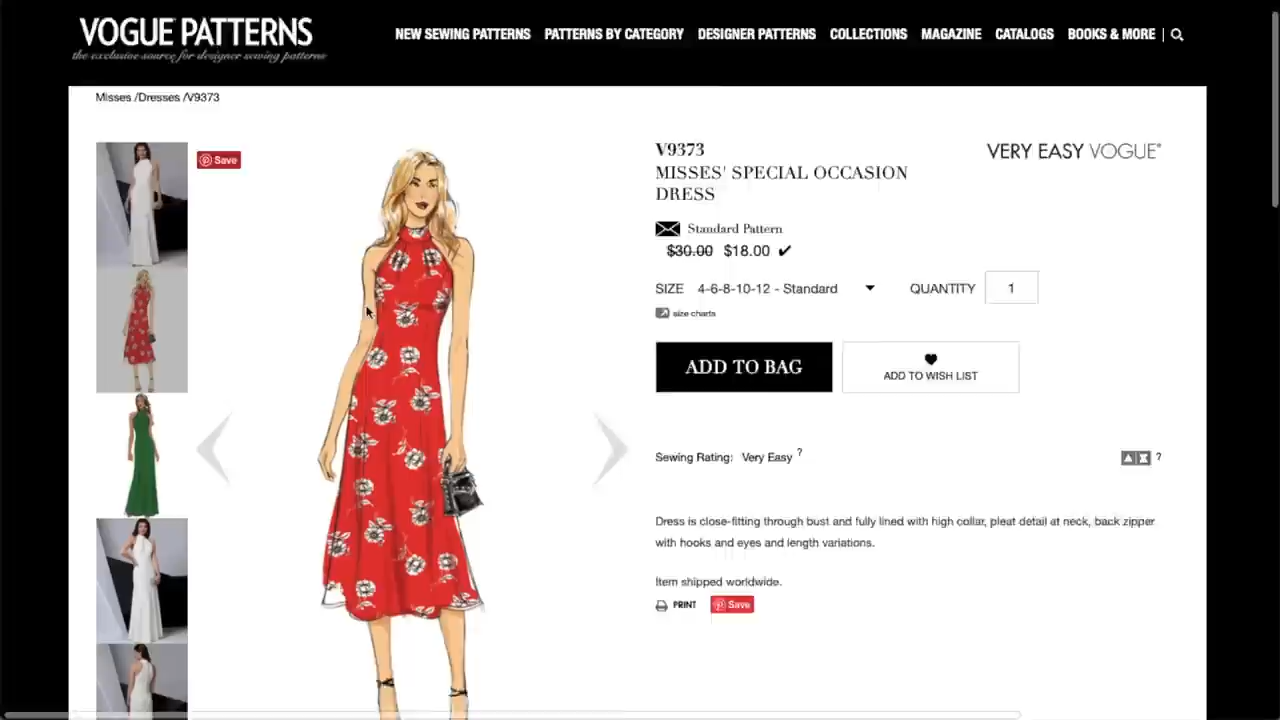 VOGUE PATTERNS
the exclusive source for designer sewing patterns
NEW SEWING PATTERNS PATTERNS BY CATEGORY DESIGNER PATTERNS COLLECTIONS MAGAZINE CATALOGS BOOKS & MORE
Misses /Dresses /V9373
Save
V9373
MISSES' SPECIAL OCCASION
DRESS
VERY EASY VOGUE®
Standard Pattern
$30.00 $18.00 ✔
SIZE 4-6-8-10-12 - Standard QUANTITY 1
size charts
ADD TO BAG
ADD TO WISH LIST
Sewing Rating: Very Easy ? ?
Dress is close-fitting through bust and fully lined with high collar, pleat detail at neck, back zipper
with hooks and eyes and length variations.
Item shipped worldwide.
PRINT Save